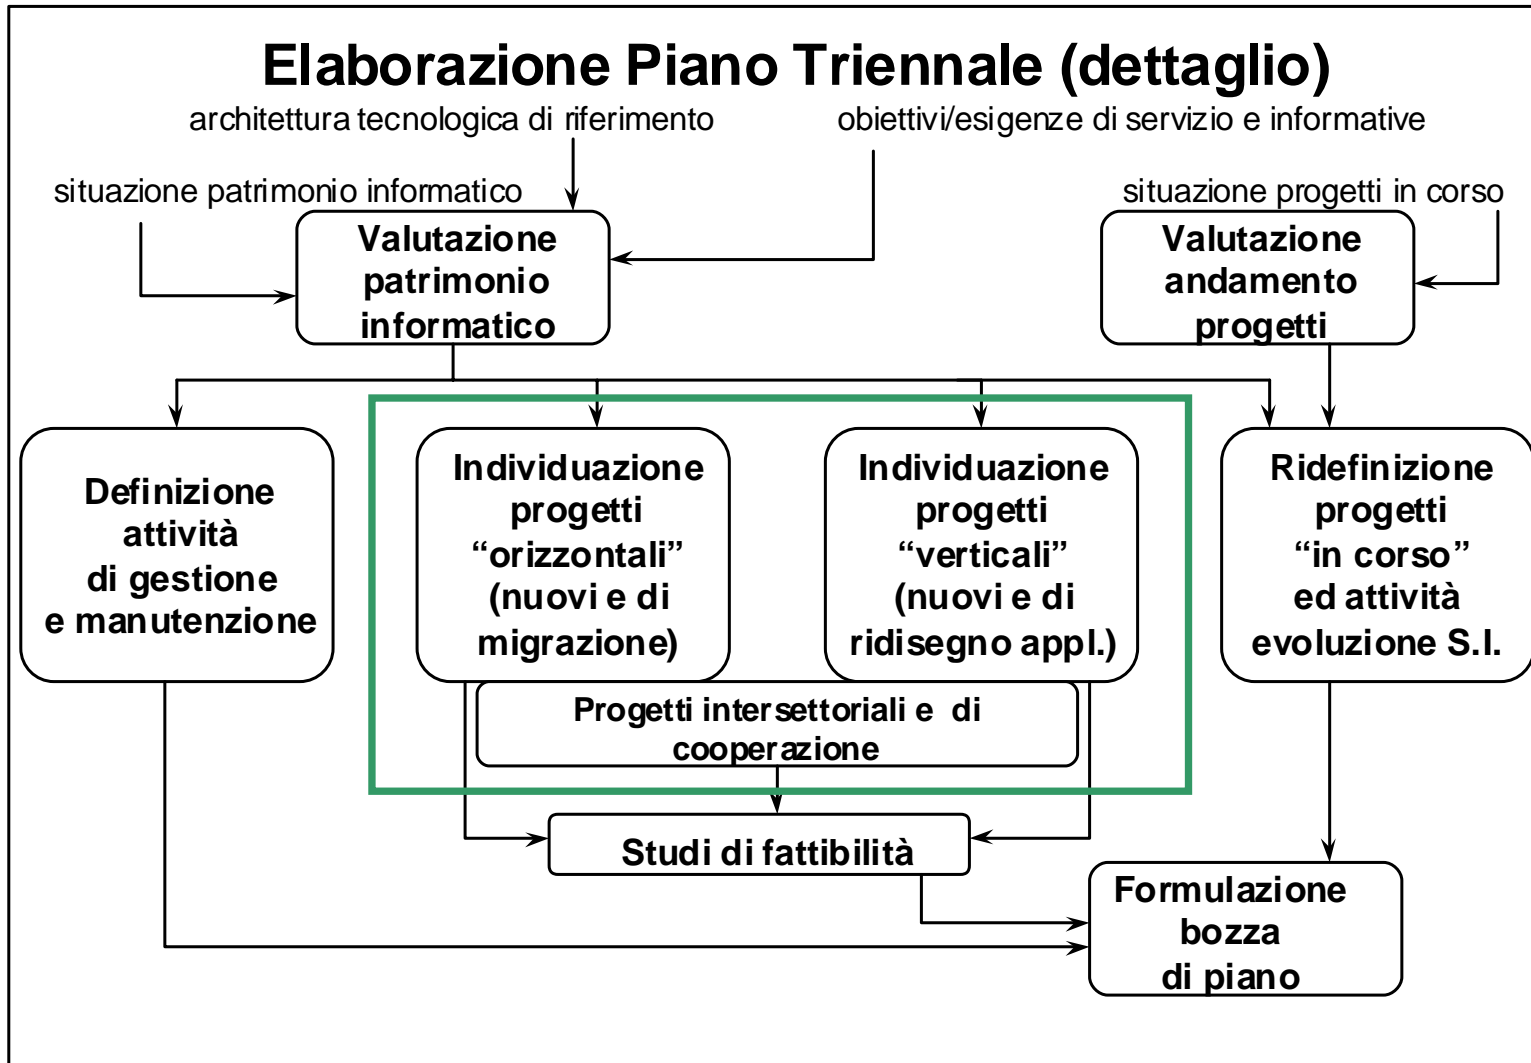 Elaborazione Piano Triennale (dettaglio)
architettura tecnologica di riferimento
obiettivi/esigenze di servizio e informative
situazione patrimonio informatico
situazione progetti in corso
Valutazione
patrimonio
informatico
Valutazione
andamento
progetti
Definizione
attività
di gestione
e manutenzione
Individuazione
progetti
“orizzontali”
(nuovi e di
migrazione)
Individuazione
progetti
“verticali”
(nuovi e di
ridisegno appl.)
Ridefinizione
progetti
“in corso”
ed attività
evoluzione S.I.
Progetti intersettoriali e di
cooperazione
Studi di fattibilità
Formulazione
bozza
di piano